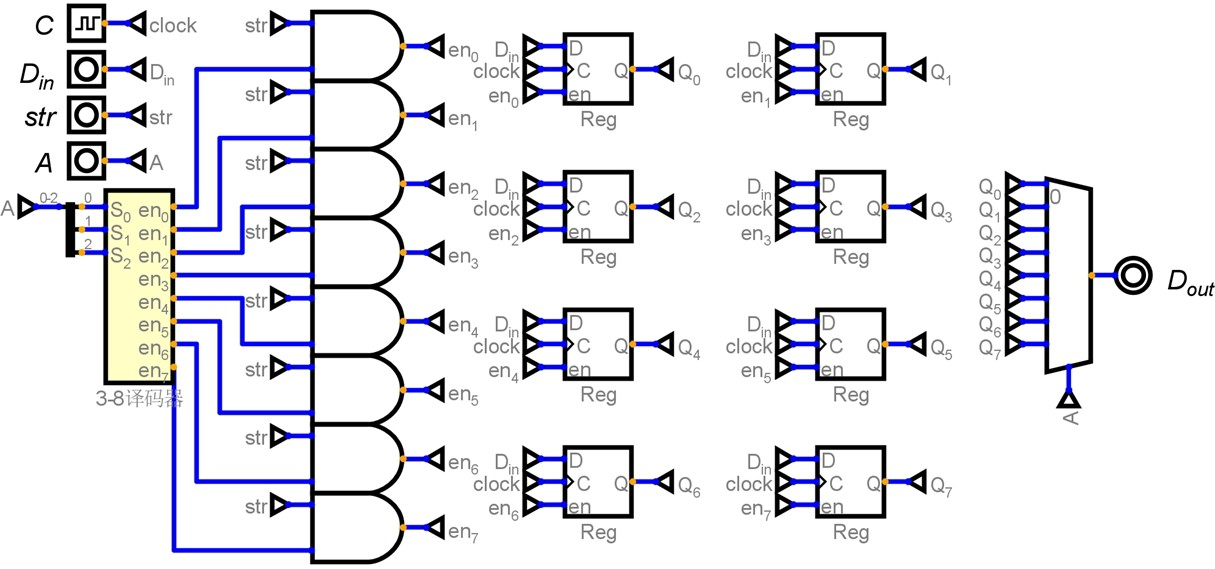 C clock
D_in D_in
str str
A A
A 0-2 0 1 2
S_0 en_0
S_1 en_1
S_2 en_2
en_3
en_4
en_5
en_6
en_7
3-8译码器
str en_0
str en_1
str en_2
str en_3
str en_4
str en_5
str en_6
str en_7
D_in D
clock C Q Q_0
en_0 en
Reg
D_in D
clock C Q Q_1
en_1 en
Reg
D_in D
clock C Q Q_2
en_2 en
Reg
D_in D
clock C Q Q_3
en_3 en
Reg
D_in D
clock C Q Q_4
en_4 en
Reg
D_in D
clock C Q Q_5
en_5 en
Reg
D_in D
clock C Q Q_6
en_6 en
Reg
D_in D
clock C Q Q_7
en_7 en
Reg
Q_0 0
Q_1
Q_2
Q_3
Q_4
Q_5
Q_6
Q_7
A
D_out